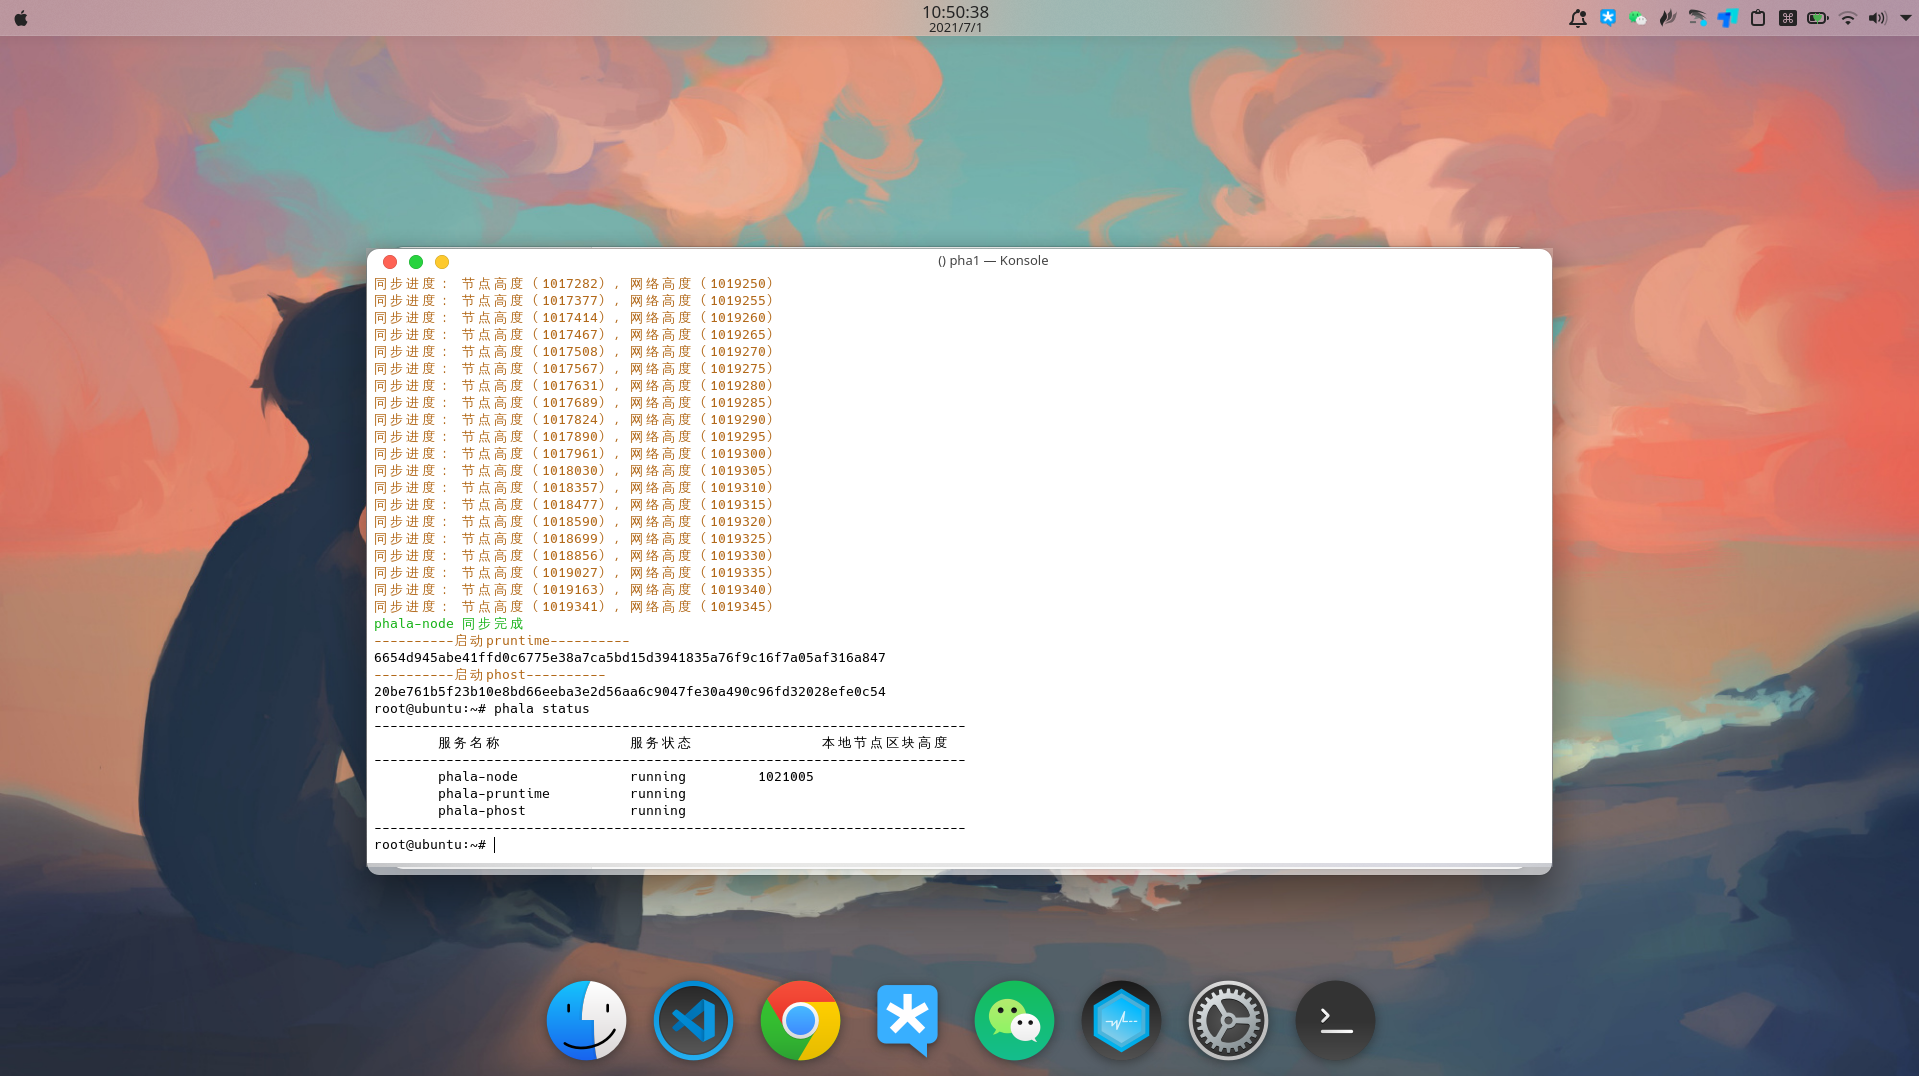 10:50:38
2021/7/1
() pha1 — Konsole
同步进度： 节点高度（1017282）, 网络高度（1019250）
同步进度： 节点高度（1017377）, 网络高度（1019255）
同步进度： 节点高度（1017414）, 网络高度（1019260）
同步进度： 节点高度（1017467）, 网络高度（1019265）
同步进度： 节点高度（1017508）, 网络高度（1019270）
同步进度： 节点高度（1017567）, 网络高度（1019275）
同步进度： 节点高度（1017631）, 网络高度（1019280）
同步进度： 节点高度（1017689）, 网络高度（1019285）
同步进度： 节点高度（1017824）, 网络高度（1019290）
同步进度： 节点高度（1017890）, 网络高度（1019295）
同步进度： 节点高度（1017961）, 网络高度（1019300）
同步进度： 节点高度（1018030）, 网络高度（1019305）
同步进度： 节点高度（1018357）, 网络高度（1019310）
同步进度： 节点高度（1018477）, 网络高度（1019315）
同步进度： 节点高度（1018590）, 网络高度（1019320）
同步进度： 节点高度（1018699）, 网络高度（1019325）
同步进度： 节点高度（1018856）, 网络高度（1019330）
同步进度： 节点高度（1019027）, 网络高度（1019335）
同步进度： 节点高度（1019163）, 网络高度（1019340）
同步进度： 节点高度（1019341）, 网络高度（1019345）
phala-node 同步完成
----------启动pruntime----------
6654d945abe41ffd0c6775e38a7ca5bd15d3941835a76f9c16f7a05af316a847
----------启动phost----------
20be761b5f23b10e8bd66eeba3e2d56aa6c9047fe30a490c96fd32028efe0c54
root@ubuntu:~# phala status
--------------------------------------------------------------------------
服务名称 服务状态 本地节点区块高度
--------------------------------------------------------------------------
phala-node running 1021005
phala-pruntime running
phala-phost running
--------------------------------------------------------------------------
root@ubuntu:~#